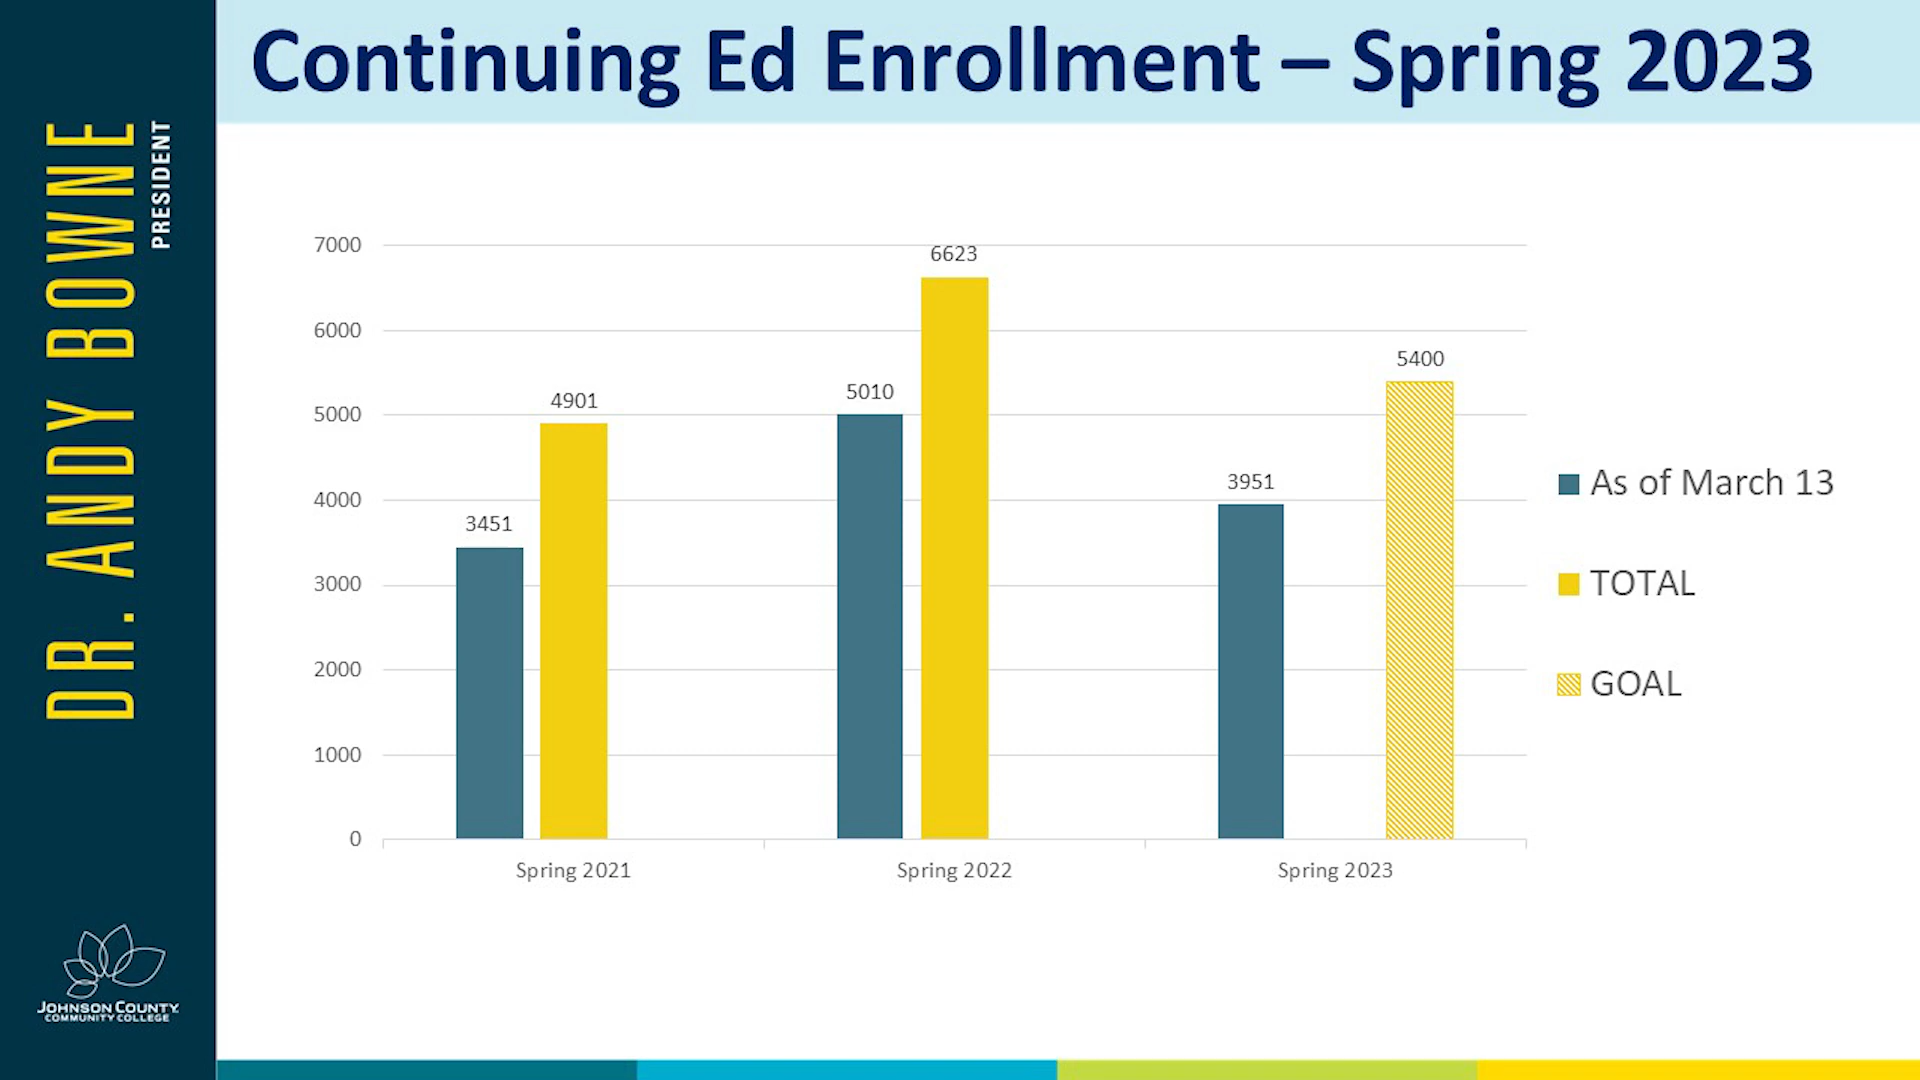 Continuing Ed Enrollment – Spring 2023
DR. ANDY BOWNE
PRESIDENT
7000
6000
5000
4000
3000
2000
1000
0
3451
4901
5010
6623
3951
5400
Spring 2021
Spring 2022
Spring 2023
As of March 13
TOTAL
GOAL
JOHNSON COUNTY
COMMUNITY COLLEGE